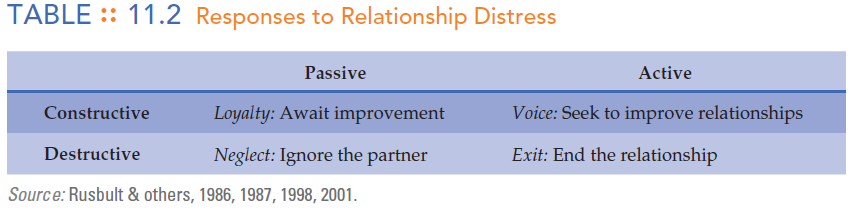 TABLE :: 11.2 Responses to Relationship Distress
Passive Active
Constructive Loyalty: Await improvement Voice: Seek to improve relationships
Destructive Neglect: Ignore the partner Exit: End the relationship
Source: Rusbult & others, 1986, 1987, 1998, 2001.